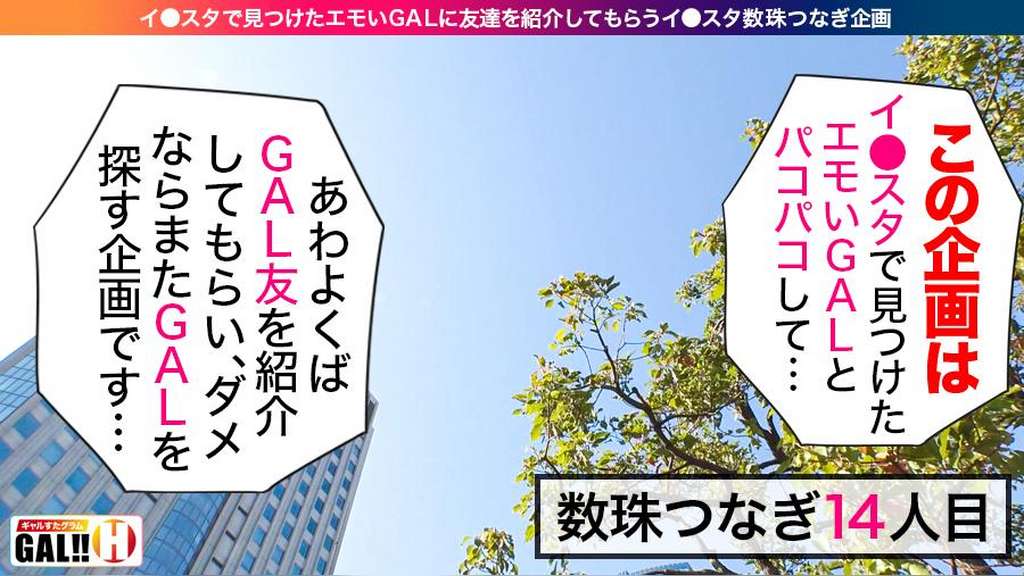 イ●スタで見つけたエモいGALに友達を紹介してもらうイ●スタ数珠つなぎ企画
この企画は
イ●スタで見つけた
エモいGALと
パコパコして…
あわよくば
GAL友を紹介
してもらい、ダメ
ならまたGALを
探す企画です…
数珠つなぎ14人目
ギャルすたグラム
GAL!! H